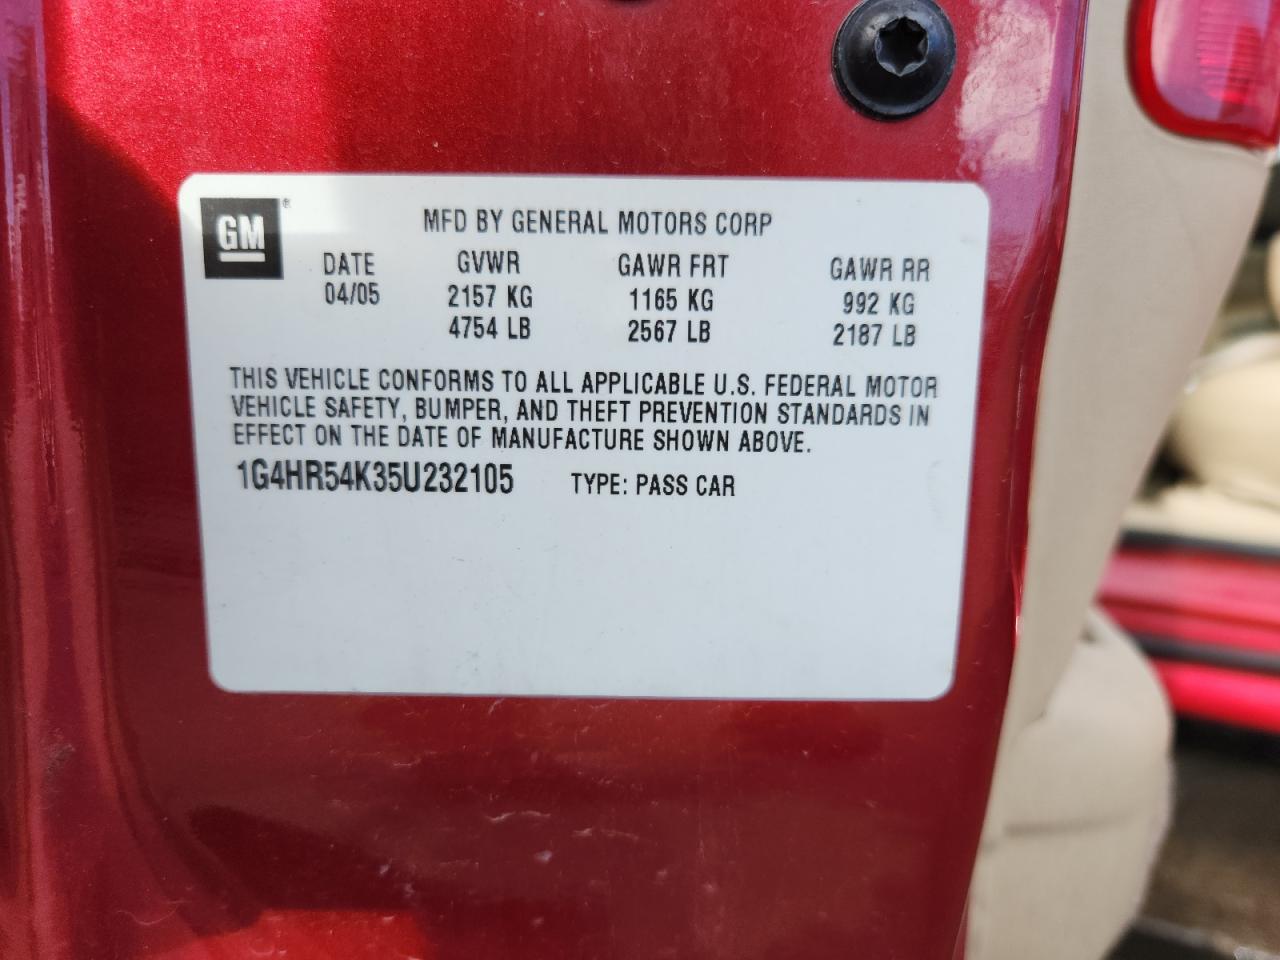 GM®
MFD BY GENERAL MOTORS CORP
DATE GVWR GAWR FRT GAWR RR
04/05 2157 KG 1165 KG 992 KG
4754 LB 2567 LB 2187 LB
THIS VEHICLE CONFORMS TO ALL APPLICABLE U.S. FEDERAL MOTOR
VEHICLE SAFETY, BUMPER, AND THEFT PREVENTION STANDARDS IN
EFFECT ON THE DATE OF MANUFACTURE SHOWN ABOVE.
1G4HR54K35U232105 TYPE: PASS CAR